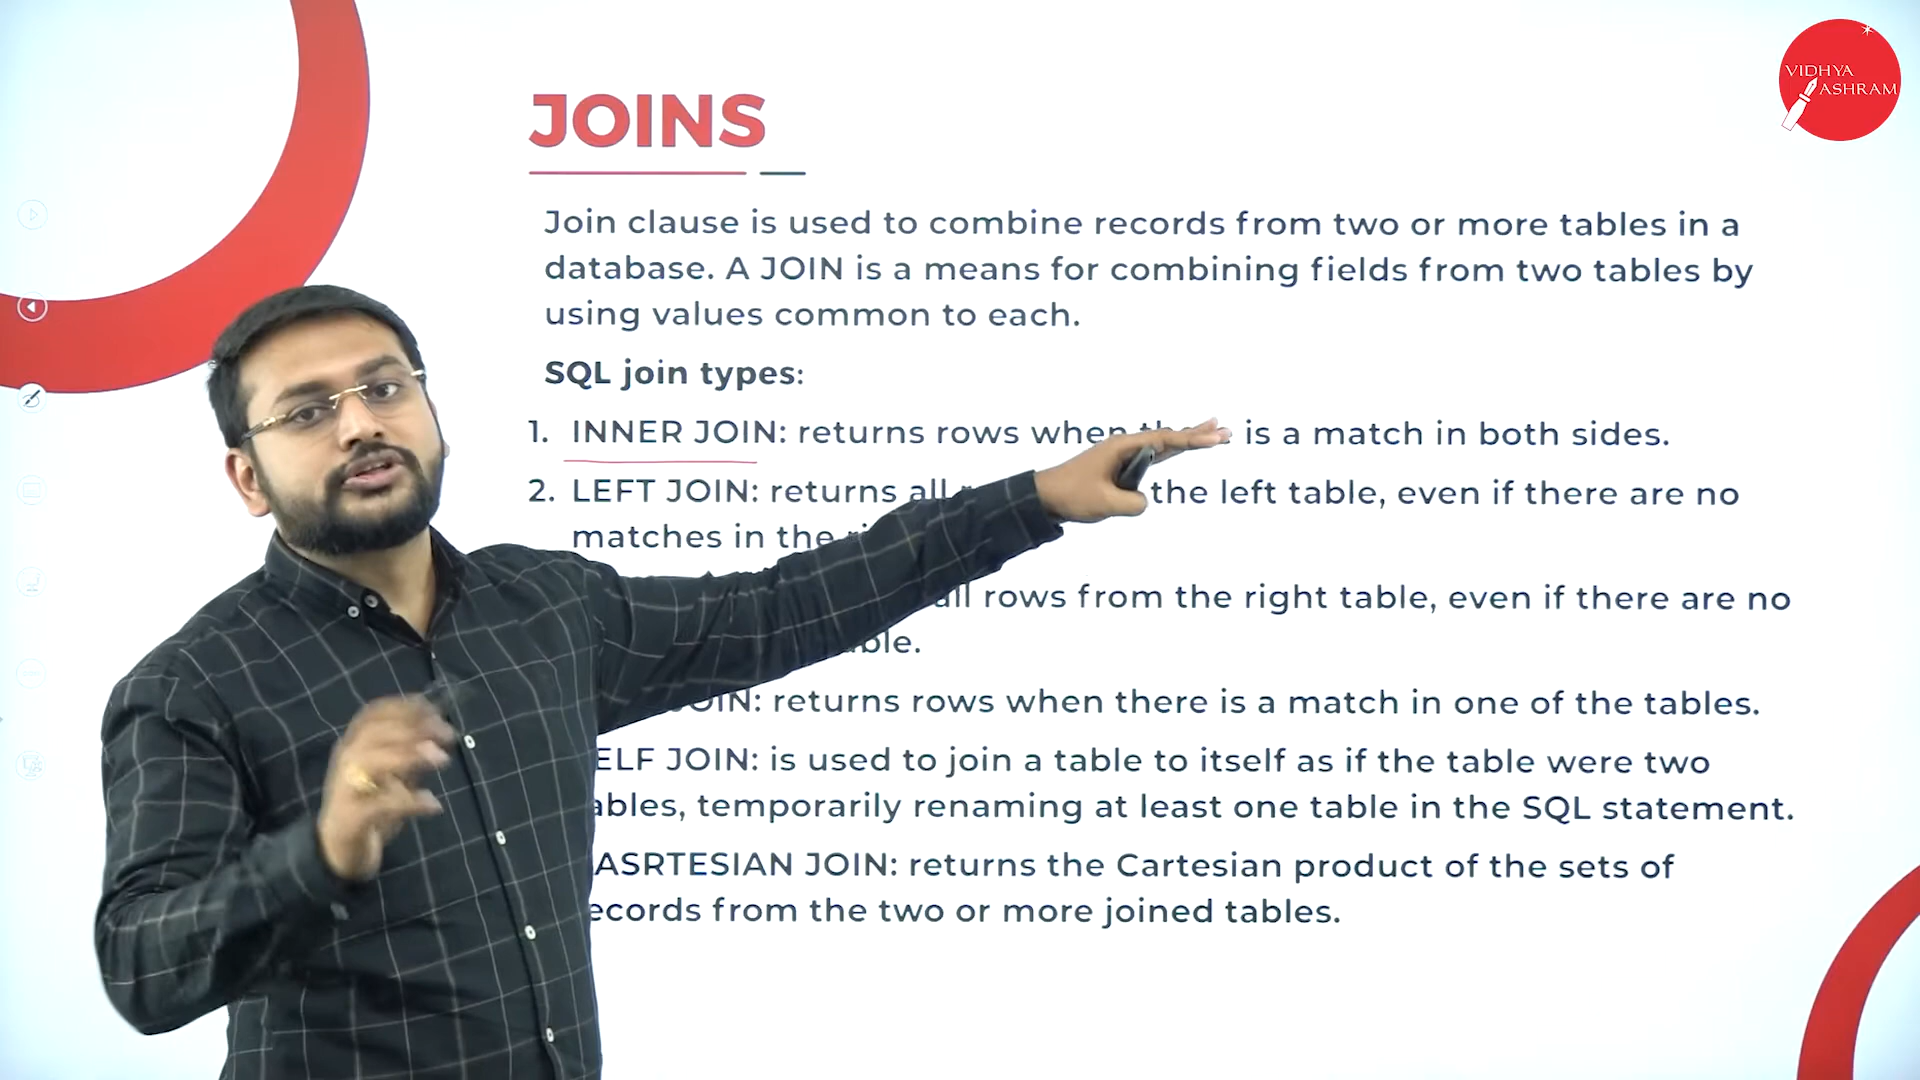 VIDHYA
ASHRAM
JOINS
Join clause is used to combine records from two or more tables in a
database. A JOIN is a means for combining fields from two tables by
using values common to each.
SQL join types:
1. INNER JOIN: returns rows when is a match in both sides.
2. LEFT JOIN: returns all the left table, even if there are no
matches in the
all rows from the right table, even if there are no
JOIN: returns rows when there is a match in one of the tables.
ELF JOIN: is used to join a table to itself as if the table were two
ables, temporarily renaming at least one table in the SQL statement.
ASRTESIAN JOIN: returns the Cartesian product of the sets of
ecords from the two or more joined tables.